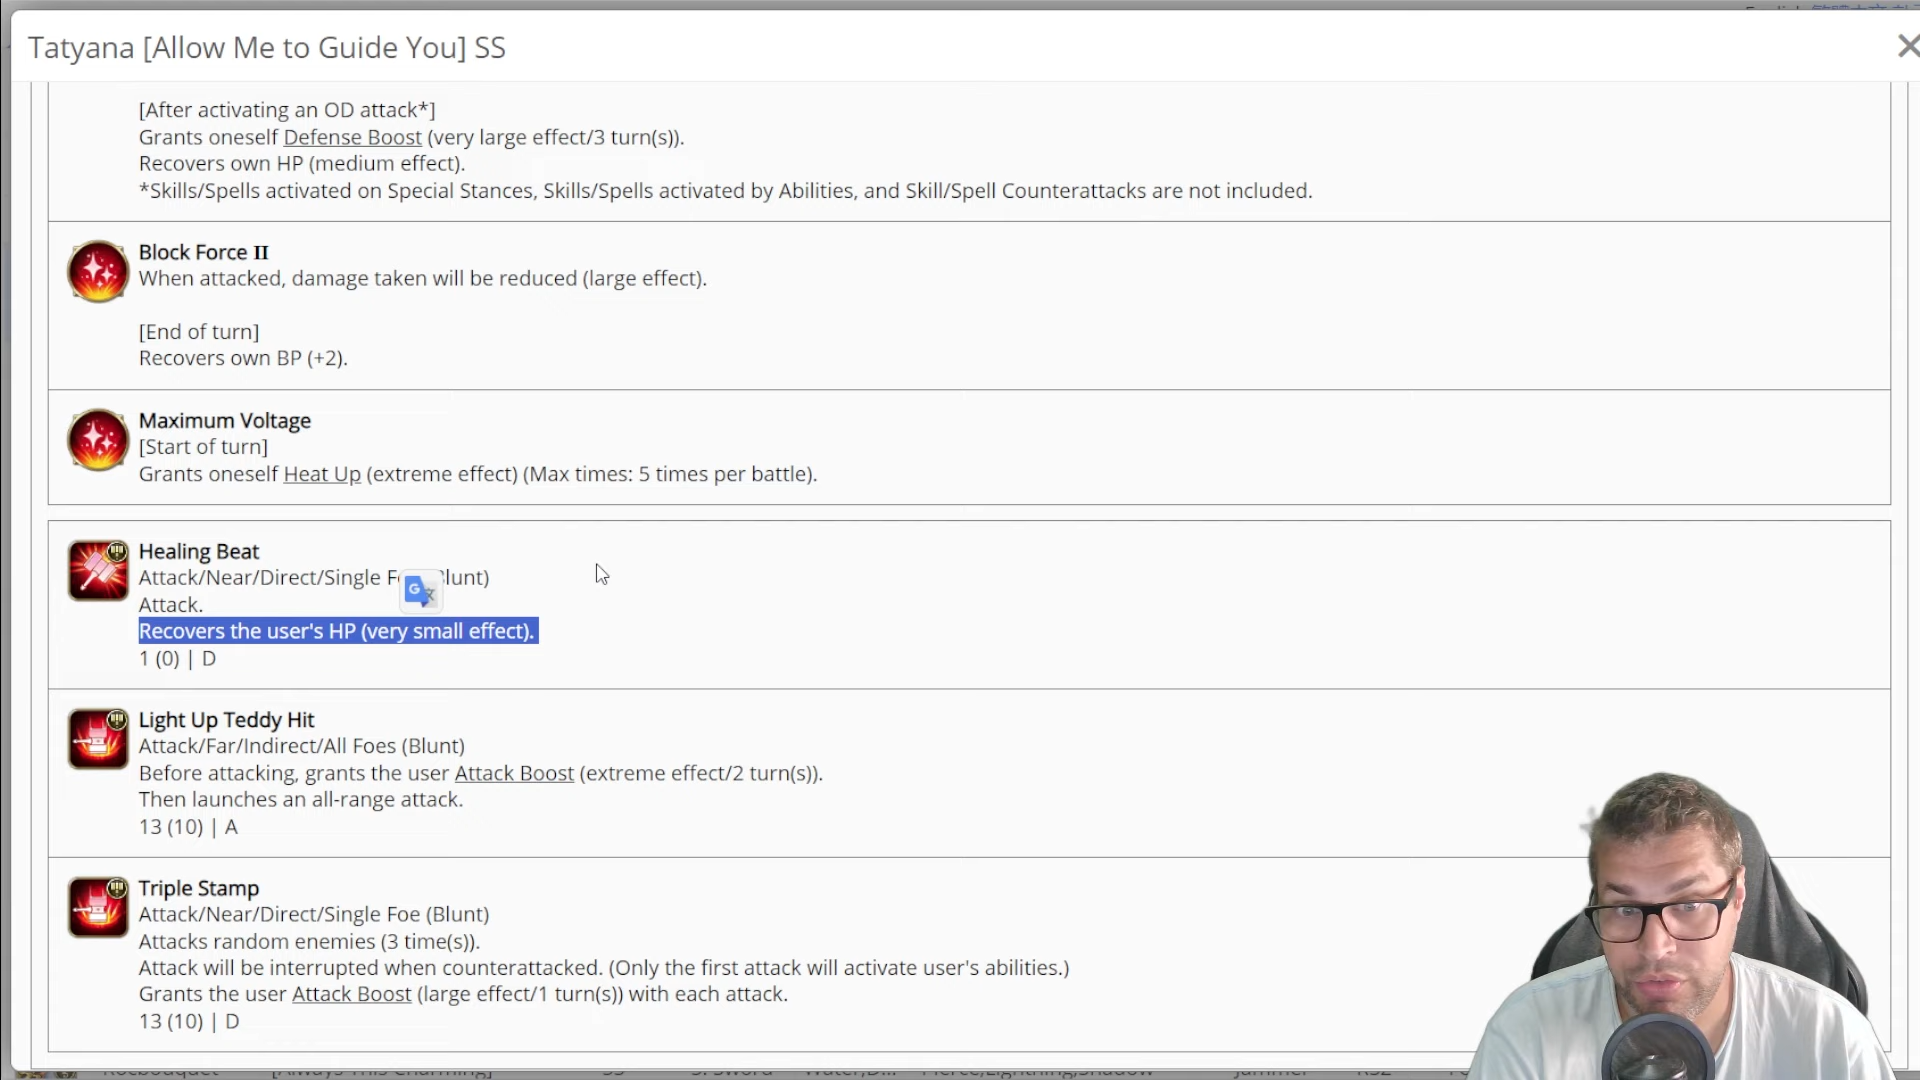 Tatyana [Allow Me to Guide You] SS
[After activating an OD attack*]
Grants oneself Defense Boost (very large effect/3 turn(s)).
Recovers own HP (medium effect).
*Skills/Spells activated on Special Stances, Skills/Spells activated by Abilities, and Skill/Spell Counterattacks are not included.
Block Force II
When attacked, damage taken will be reduced (large effect).
[End of turn]
Recovers own BP (+2).
Maximum Voltage
[Start of turn]
Grants oneself Heat Up (extreme effect) (Max times: 5 times per battle).
Healing Beat
Attack/Near/Direct/Single Foe (Blunt)
Attack.
Recovers the user's HP (very small effect).
1 (0) | D
Light Up Teddy Hit
Attack/Far/Indirect/All Foes (Blunt)
Before attacking, grants the user Attack Boost (extreme effect/2 turn(s)).
Then launches an all-range attack.
13 (10) | A
Triple Stamp
Attack/Near/Direct/Single Foe (Blunt)
Attacks random enemies (3 time(s)).
Attack will be interrupted when counterattacked. (Only the first attack will activate user's abilities.)
Grants the user Attack Boost (large effect/1 turn(s)) with each attack.
13 (10) | D